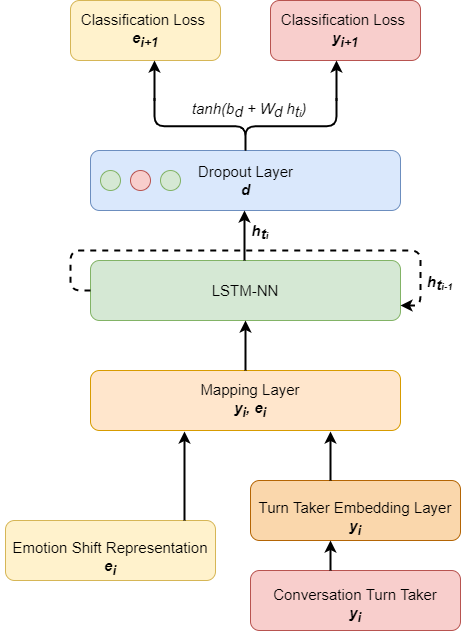 Classification Loss
e_{i+1}
Classification Loss
y_{i+1}
tanh(b_d + W_d h_{t_i})
Dropout Layer
d
h_{t_i}
LSTM-NN
h_{t_{i-1}}
Mapping Layer
y_i, e_i
Turn Taker Embedding Layer
y_i
Emotion Shift Representation
e_i
Conversation Turn Taker
y_i